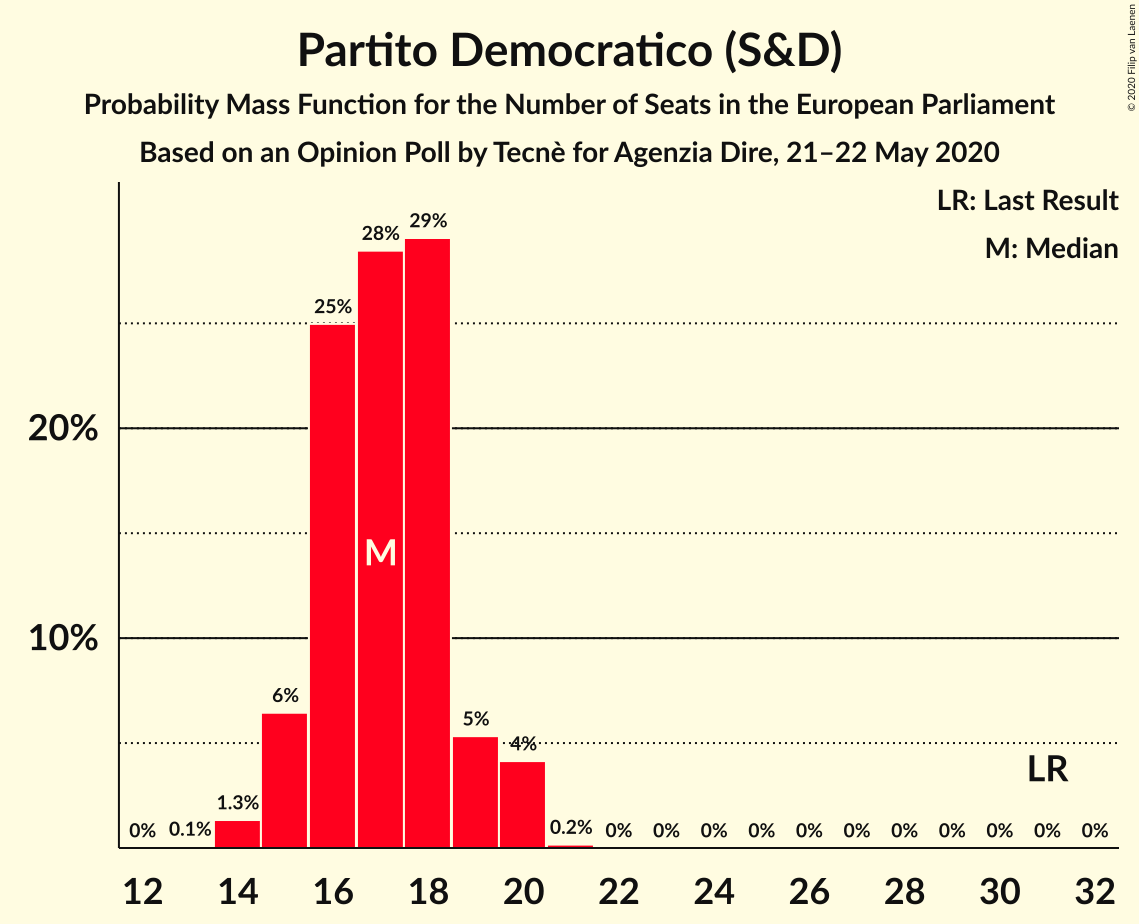 Partito Democratico (S&D)
Probability Mass Function for the Number of Seats in the European Parliament
Based on an Opinion Poll by Tecnè for Agenzia Dire, 21–22 May 2020
© 2020 Filip van Laenen
LR: Last Result
M: Median
20%
10%
0% 0.1% 1.3% 6% 25% 28% 29% 5% 4% 0.2% 0% 0% 0% 0% 0% 0% 0% 0% 0% 0% 0%
M
LR
12 14 16 18 20 22 24 26 28 30 32